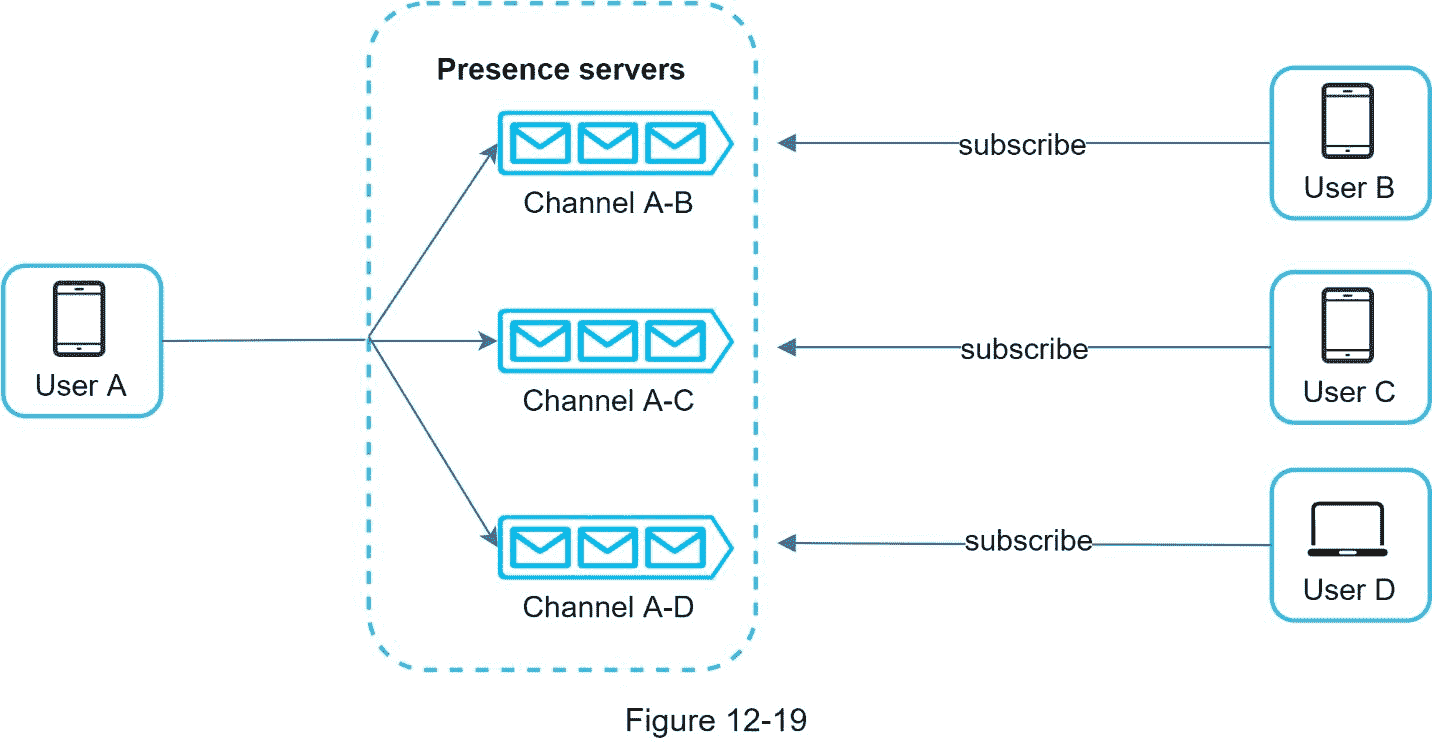 Presence servers
Channel A-B
subscribe
User B
User A
Channel A-C
subscribe
User C
Channel A-D
subscribe
User D
Figure 12-19